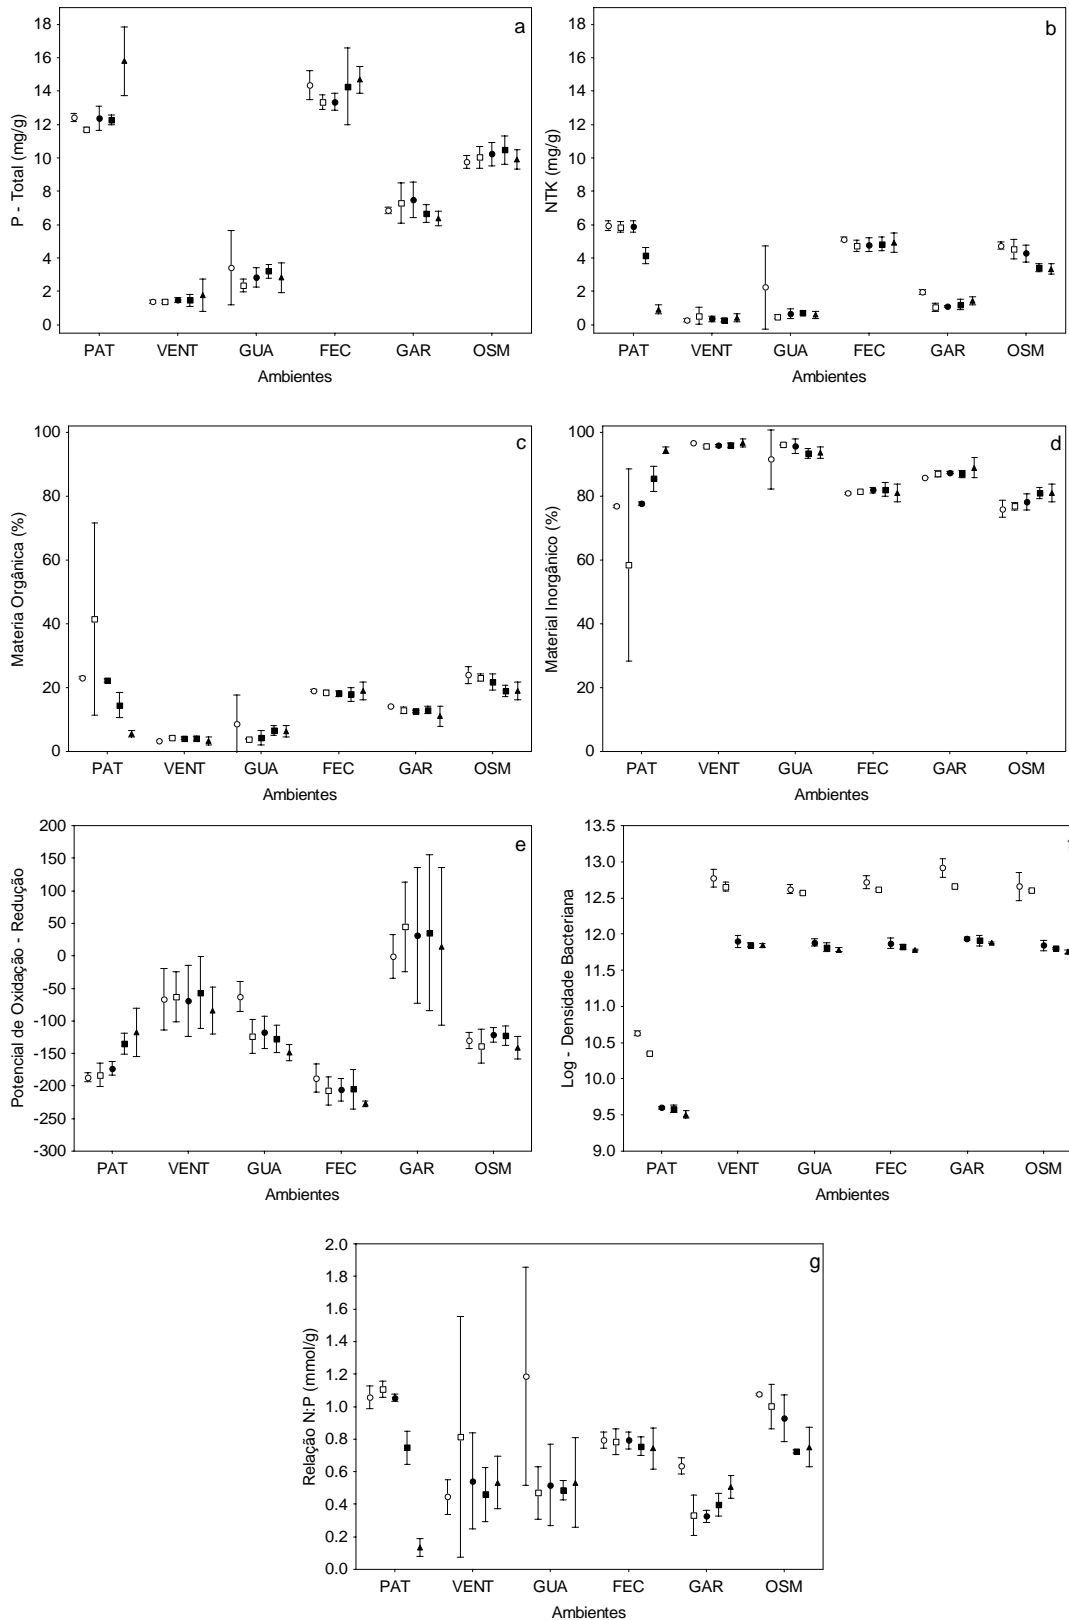 18
16
14
12
10
8
6
4
2
0
P - Total (mg/g)
a
PAT VENT GUA FEC GAR OSM
Ambientes
18
16
14
12
10
8
6
4
2
0
NTK (mg/g)
b
PAT VENT GUA FEC GAR OSM
Ambientes
100
80
60
40
20
0
Materia Orgânica (%)
c
PAT VENT GUA FEC GAR OSM
Ambientes
100
80
60
40
20
0
Material Inorgânico (%)
d
PAT VENT GUA FEC GAR OSM
Ambientes
200
150
100
50
0
-50
-100
-150
-200
-250
-300
Potencial de Oxidação - Redução
e
PAT VENT GUA FEC GAR OSM
Ambientes
13.5
13.0
12.5
12.0
11.5
11.0
10.5
10.0
9.5
9.0
Log - Densidade Bacteriana
PAT VENT GUA FEC GAR OSM
Ambientes
2.0
1.8
1.6
1.4
1.2
1.0
0.8
0.6
0.4
0.2
0.0
Relação N:P (mmol/g)
g
PAT VENT GUA FEC GAR OSM
Ambientes